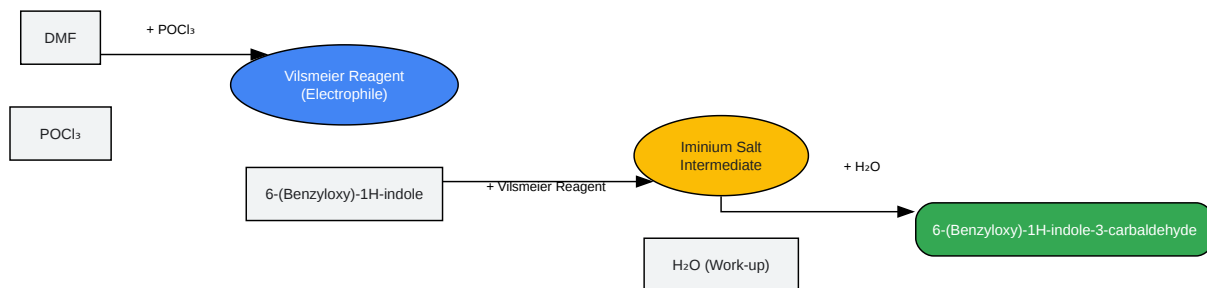 DMF
+ POCl₃
Vilsmeier Reagent
(Electrophile)
POCl₃
6-(Benzyloxy)-1H-indole
+ Vilsmeier Reagent
Iminium Salt
Intermediate
+ H₂O
6-(Benzyloxy)-1H-indole-3-carbaldehyde
H₂O (Work-up)